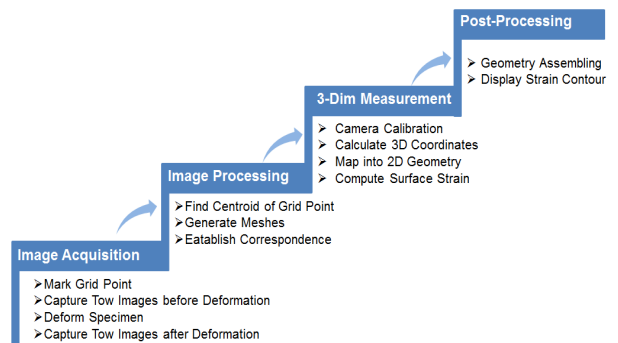 Post-Processing
➢ Geometry Assembling
➢ Display Strain Contour
3-Dim Measurement
➢ Camera Calibration
➢ Calculate 3D Coordinates
➢ Map into 2D Geometry
➢ Compute Surface Strain
Image Processing
➢Find Centroid of Grid Point
➢Generate Meshes
➢Eatablish Correspondence
Image Acquisition
➢Mark Grid Point
➢Capture Tow Images before Deformation
➢Deform Specimen
➢Capture Tow Images after Deformation